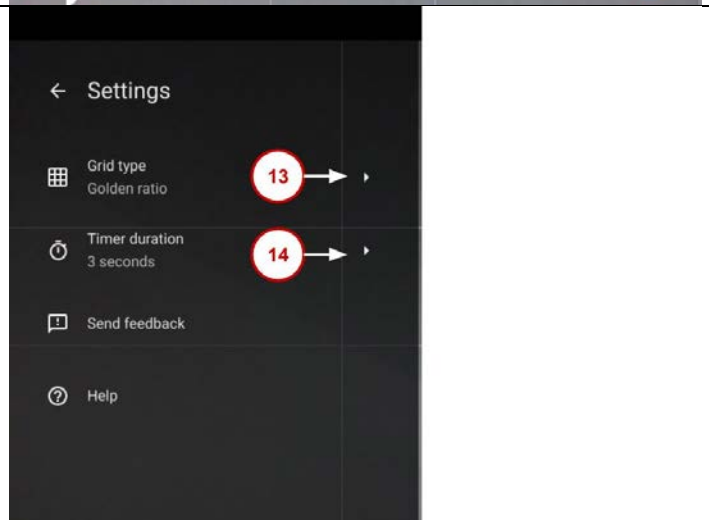 Settings
Grid type
Golden ratio
13
Timer duration
3 seconds
14
Send feedback
Help